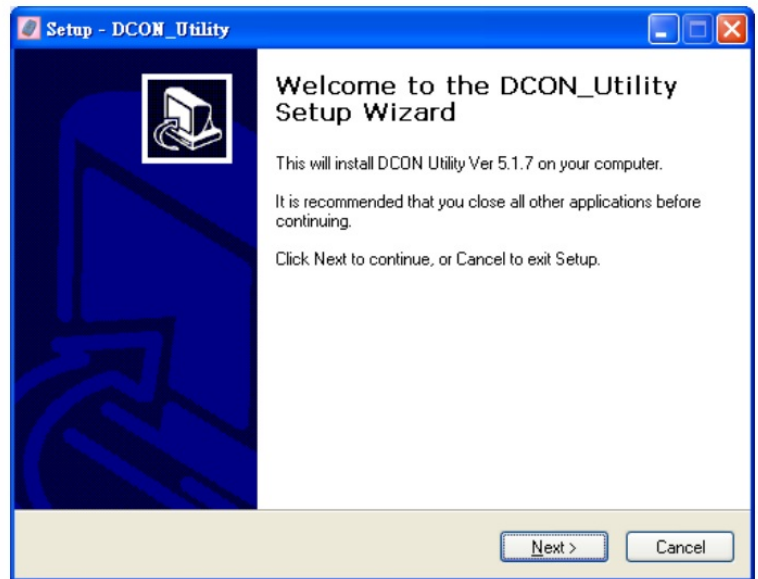 Setup - DCON_Utility
Welcome to the DCON_Utility
Setup Wizard
This will install DCON Utility Ver 5.1.7 on your computer.
It is recommended that you close all other applications before
continuing.
Click Next to continue, or Cancel to exit Setup.
Next >
Cancel